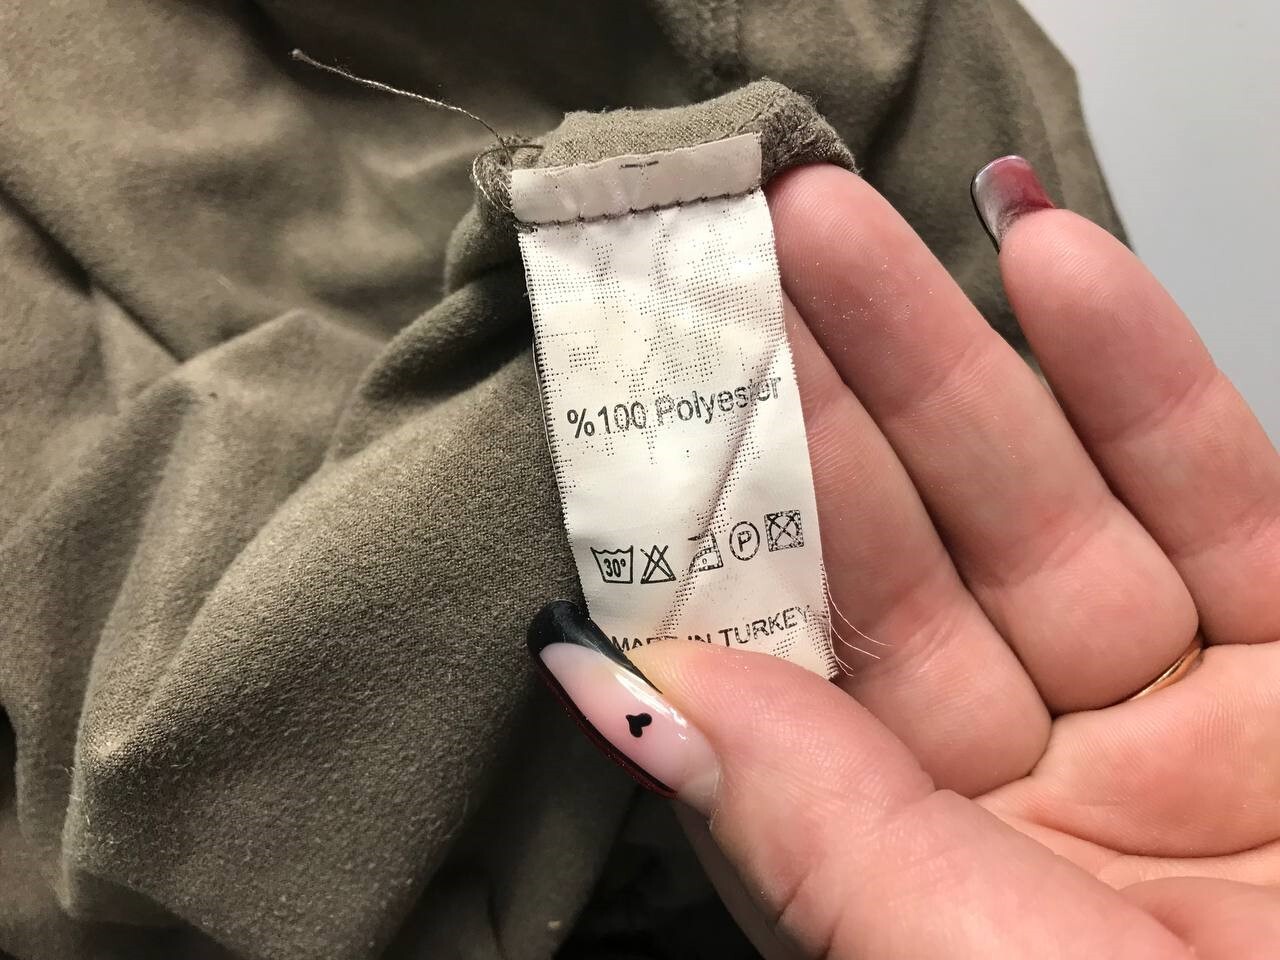 %100 Polyester
30° P
MADE IN TURKEY